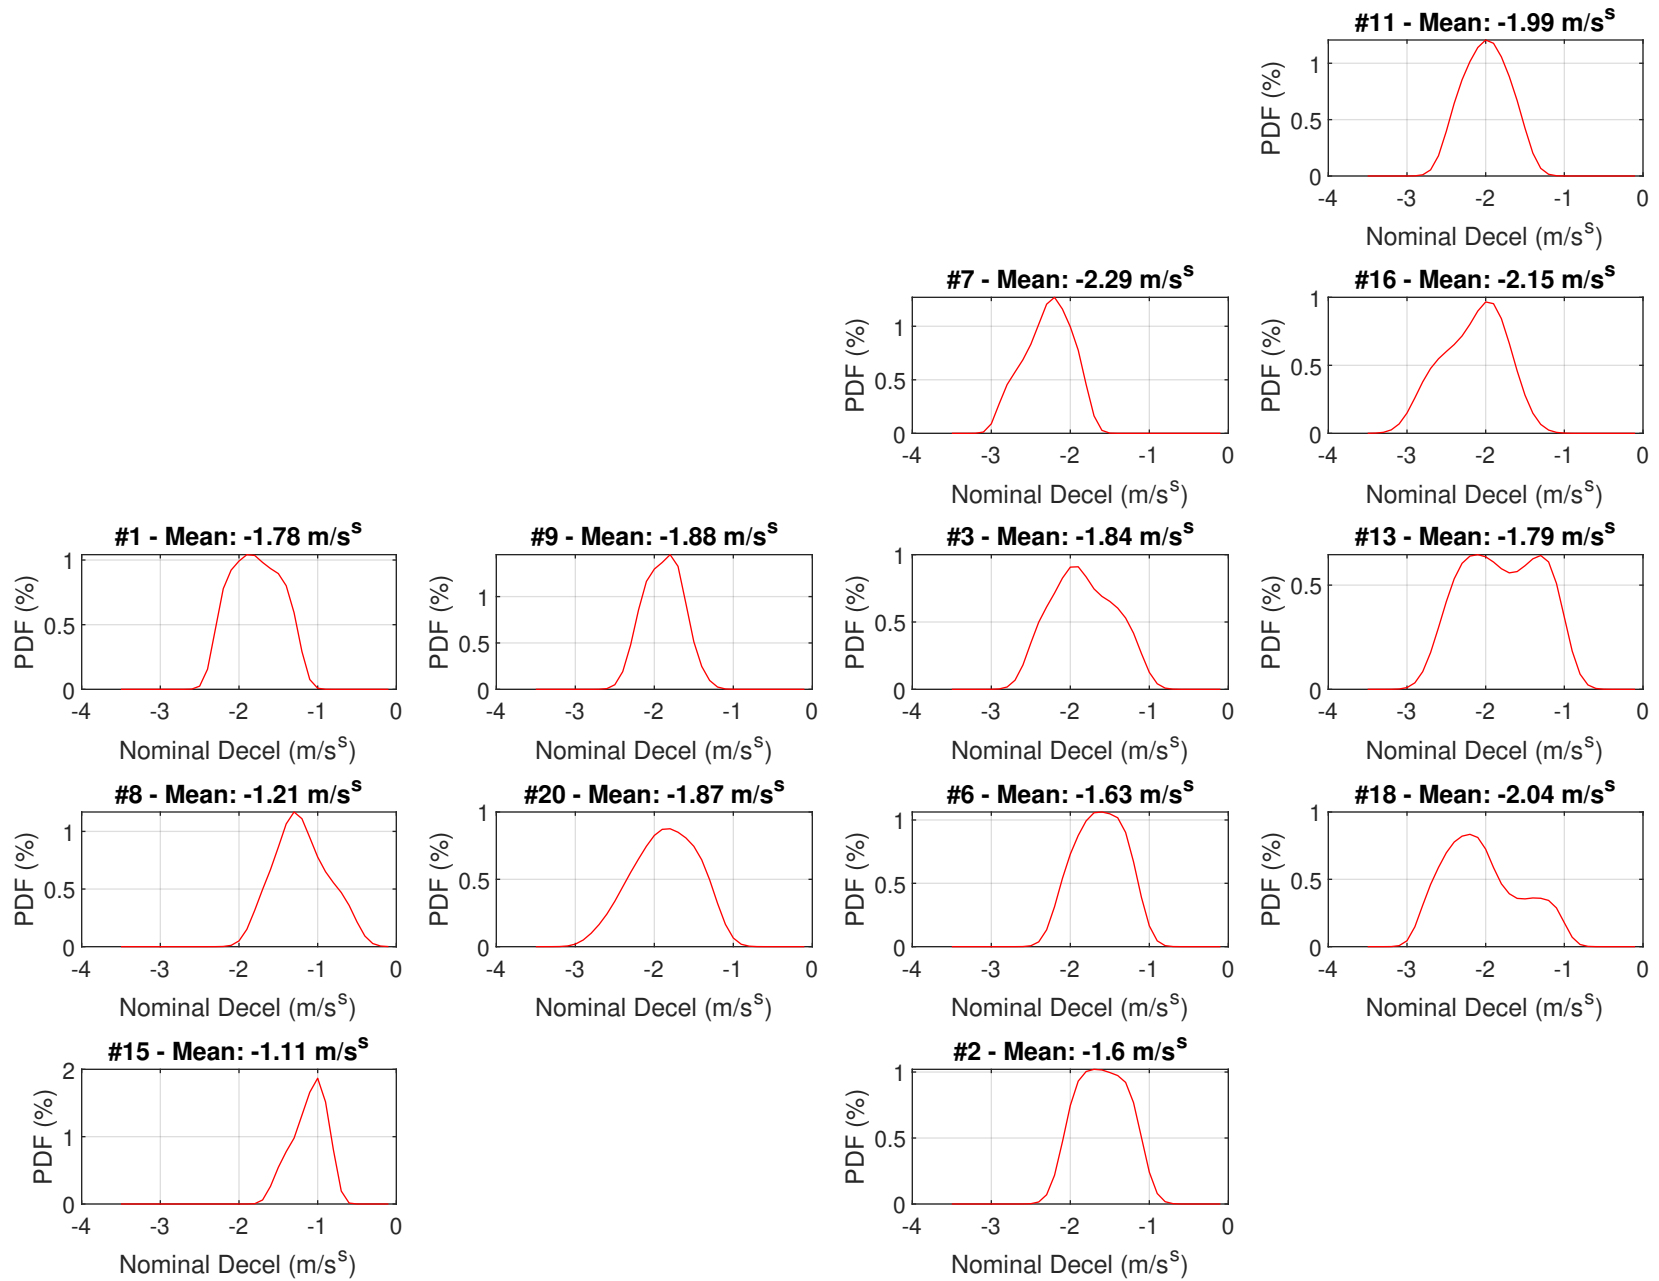 #11 - Mean: -1.99 m/s^s
PDF (%)
1
0.5
0
-4 -3 -2 -1 0
Nominal Decel (m/s^s)
#7 - Mean: -2.29 m/s^s
PDF (%)
1
0.5
0
-4 -3 -2 -1 0
Nominal Decel (m/s^s)
#16 - Mean: -2.15 m/s^s
PDF (%)
1
0.5
0
-4 -3 -2 -1 0
Nominal Decel (m/s^s)
#1 - Mean: -1.78 m/s^s
PDF (%)
1
0.5
0
-4 -3 -2 -1 0
Nominal Decel (m/s^s)
#9 - Mean: -1.88 m/s^s
PDF (%)
1
0.5
0
-4 -3 -2 -1 0
Nominal Decel (m/s^s)
#3 - Mean: -1.84 m/s^s
PDF (%)
1
0.5
0
-4 -3 -2 -1 0
Nominal Decel (m/s^s)
#13 - Mean: -1.79 m/s^s
PDF (%)
0.5
0
-4 -3 -2 -1 0
Nominal Decel (m/s^s)
#8 - Mean: -1.21 m/s^s
PDF (%)
1
0.5
0
-4 -3 -2 -1 0
Nominal Decel (m/s^s)
#20 - Mean: -1.87 m/s^s
PDF (%)
1
0.5
0
-4 -3 -2 -1 0
Nominal Decel (m/s^s)
#6 - Mean: -1.63 m/s^s
PDF (%)
1
0.5
0
-4 -3 -2 -1 0
Nominal Decel (m/s^s)
#18 - Mean: -2.04 m/s^s
PDF (%)
1
0.5
0
-4 -3 -2 -1 0
Nominal Decel (m/s^s)
#15 - Mean: -1.11 m/s^s
PDF (%)
2
1
0
-4 -3 -2 -1 0
Nominal Decel (m/s^s)
#2 - Mean: -1.6 m/s^s
PDF (%)
1
0.5
0
-4 -3 -2 -1 0
Nominal Decel (m/s^s)